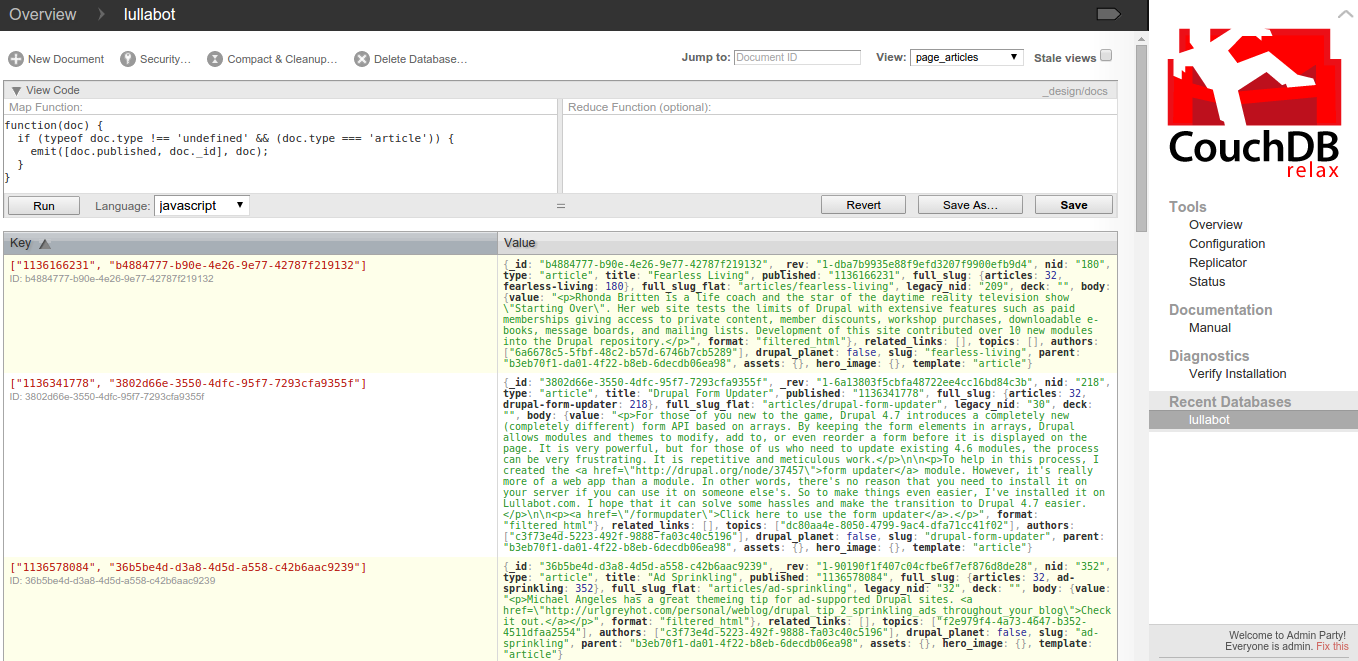 Overview lullabot
New Document Security… Compact & Cleanup… Delete Database… Jump to: Document ID View: page_articles Stale views
View Code _design/docs
Map Function: Reduce Function (optional):
function(doc) {
if (typeof doc.type !== 'undefined' && (doc.type === 'article')) {
emit([doc.published, doc._id], doc);
}
}
Run Language: javascript = Revert Save As… Save
Key Value
["1136166231", "b4884777-b90e-4e26-9e77-42787f219132"]
ID: b4884777-b90e-4e26-9e77-42787f219132
{_id: "b4884777-b90e-4e26-9e77-42787f219132", _rev: "1-dba7b9935e88f9efd3207f9900efb9d4", nid: "180",
type: "article", title: "Fearless Living", published: "1136166231", full_slug: {articles: 32,
fearless-living: 180}, full_slug_flat: "articles/fearless-living", legacy_nid: "209", deck: "", body:
{value: "<p>Rhonda Britten is a life coach and the star of the daytime reality television show
\"Starting Over\". Her web site tests the limits of Drupal with extensive features such as paid
memberships giving access to private content, member discounts, workshop purchases, downloadable e-
books, message boards, and mailing lists. Development of this site contributed over 10 new modules
into the Drupal repository.</p>", format: "filtered_html"}, related_links: [], topics: [], authors:
["6a6678c5-5fbf-48c2-b57d-6746b7cb5289"], drupal_planet: false, slug: "fearless-living", parent:
"b3eb70f1-da01-4f22-b8eb-6decdb06ea98", assets: {}, hero_image: {}, template: "article"}
["1136341778", "3802d66e-3550-4dfc-95f7-7293cfa9355f"]
ID: 3802d66e-3550-4dfc-95f7-7293cfa9355f
{_id: "3802d66e-3550-4dfc-95f7-7293cfa9355f", _rev: "1-6a13803f5cbfa48722ee4cc16bd84c3b", nid: "218",
type: "article", title: "Drupal Form Updater", published: "1136341778", full_slug: {articles: 32,
drupal-form-updater: 218}, full_slug_flat: "articles/drupal-form-updater", legacy_nid: "30", deck:
"", body: {value: "<p>For those of you new to the game, Drupal 4.7 introduces a completely new
(completely different) form API based on arrays. By keeping the form elements in arrays, Drupal
allows modules and themes to modify, add to, or even reorder a form before it is displayed on the
page. It is very powerful, but for those of us who need to update existing 4.6 modules, the process
can be very frustrating. It is repetitive and meticulous work.</p>\n\n<p>To help in this process, I
created the <a href=\"http://drupal.org/node/37457\">form updater</a> module. However, it's really
more of a web app than a module. In other words, there's no reason that you need to install it on
your server if you can use it on someone else's. So to make things even easier, I've installed it on
Lullabot.com. I hope that it can solve some hassles and make the transition to Drupal 4.7 easier.
</p>\n\n<p><a href=\"/formupdater\">Click here to use the form updater</a>.</p>", format:
"filtered_html"}, related_links: [], topics: ["dc80aa4e-8050-4799-9ac4-dfa71cc41f02"], authors:
["c3f73e4d-5223-492f-9888-fa03c40c5196"], drupal_planet: false, slug: "drupal-form-updater", parent:
"b3eb70f1-da01-4f22-b8eb-6decdb06ea98", assets: {}, hero_image: {}, template: "article"}
["1136578084", "36b5be4d-d3a8-4d5d-a558-c42b6aac9239"]
ID: 36b5be4d-d3a8-4d5d-a558-c42b6aac9239
{_id: "36b5be4d-d3a8-4d5d-a558-c42b6aac9239", _rev: "1-90190f1f407c04cfbe6f7ef876d8de28", nid: "352",
type: "article", title: "Ad Sprinkling", published: "1136578084", full_slug: {articles: 32, ad-
sprinkling: 352}, full_slug_flat: "articles/ad-sprinkling", legacy_nid: "32", deck: "", body: {value:
"<p>Michael Angeles has a great themeing tip for ad-supported Drupal sites. <a
href=\"http://urlgreyhot.com/personal/weblog/drupal_tip_2_sprinkling_ads_throughout_your_blog\">Check
it out.</a></p>", format: "filtered_html"}, related_links: [], topics: ["f2e979f4-4a73-4647-b352-
4511dfaa2554"], authors: ["c3f73e4d-5223-492f-9888-fa03c40c5196"], drupal_planet: false, slug: "ad-
sprinkling", parent: "b3eb70f1-da01-4f22-b8eb-6decdb06ea98", assets: {}, hero_image: {}, template:
"article"}
CouchDB
relax
Tools
Overview
Configuration
Replicator
Status
Documentation
Manual
Diagnostics
Verify Installation
Recent Databases
lullabot
Welcome to Admin Party!
Everyone is admin. Fix this